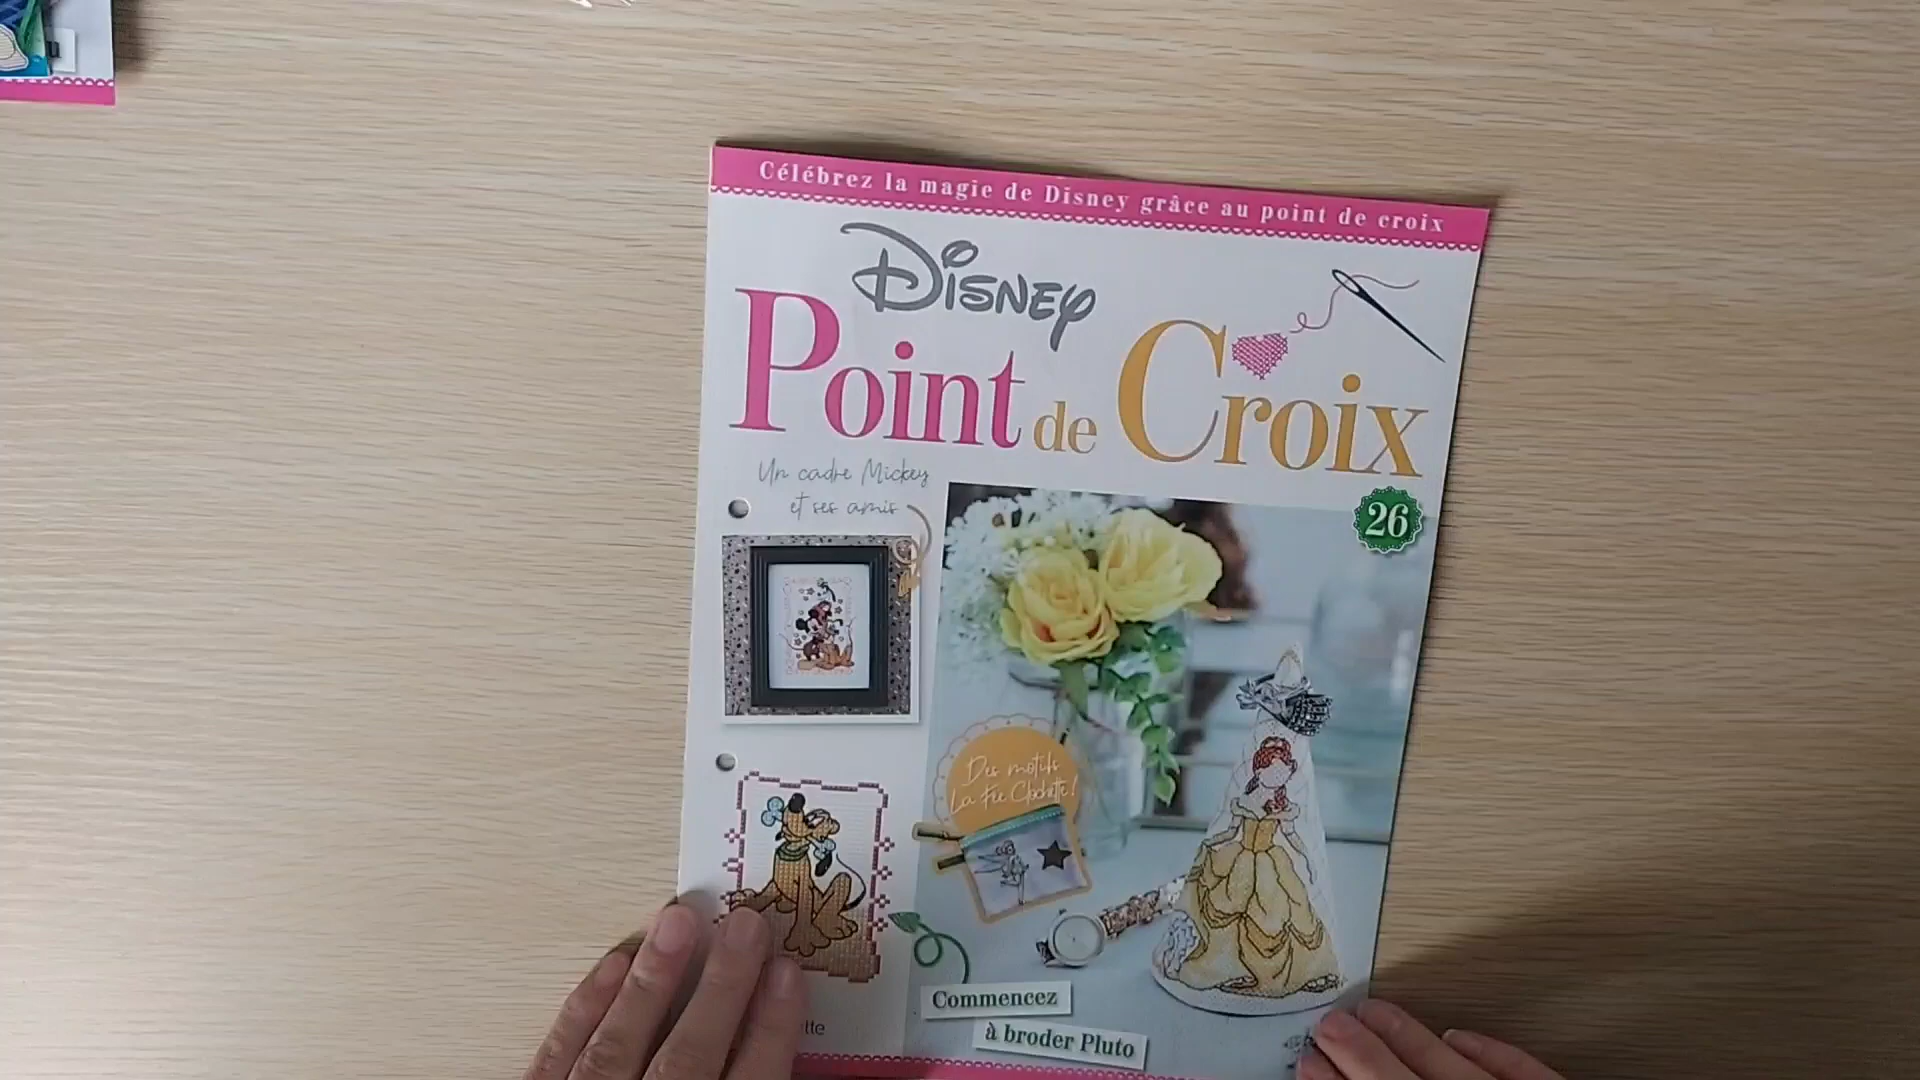 Célébrez la magie de Disney grâce au point de croix
Disney
Point de Croix
Un cadre Mickey
et ses amis
26
Des motifs
La Fée Clochette !
Commencez
à broder Pluto